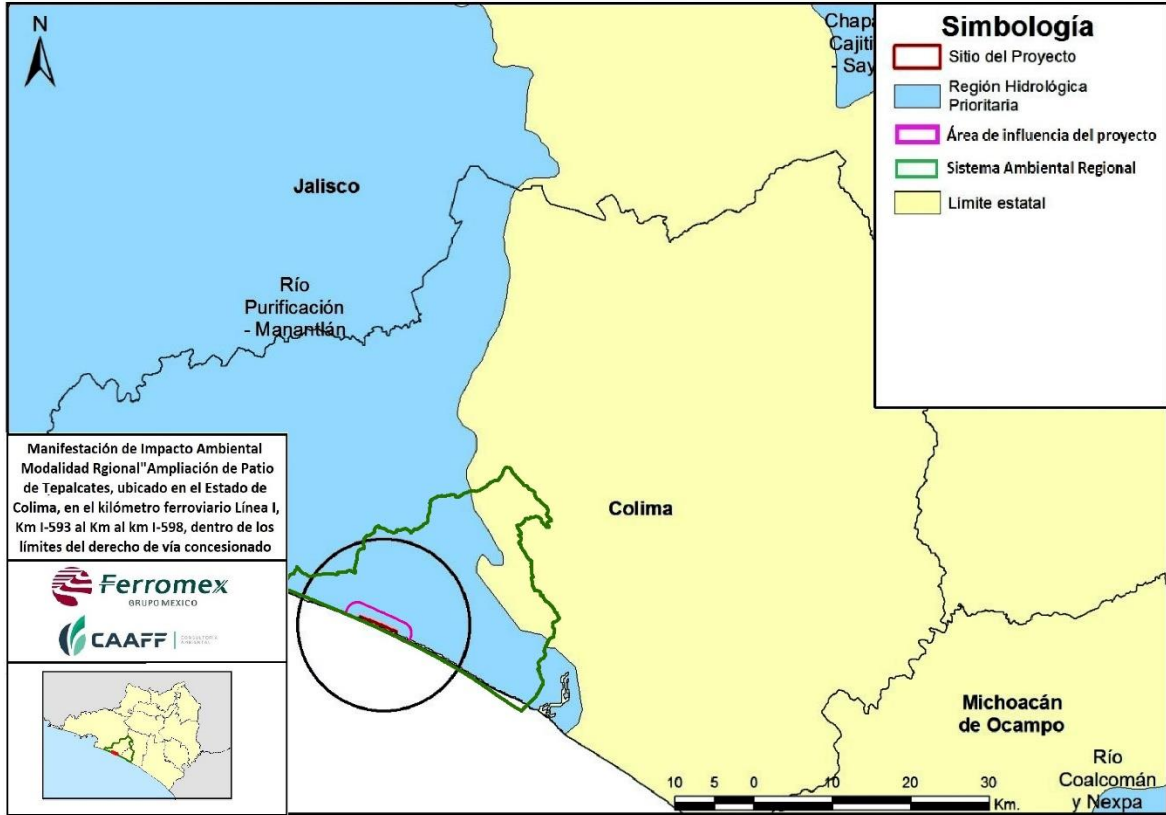 N
Chapa
Cajiti
- Say
Simbología
Sitio del Proyecto
Región Hidrológica
Prioritaria
Área de influencia del proyecto
Sistema Ambiental Regional
Límite estatal
Jalisco
Río
Purificación
- Manantlán
Manifestación de Impacto Ambiental
Modalidad Rgional"Ampliación de Patio
de Tepalcates, ubicado en el Estado de
Colima, en el kilómetro ferroviario Línea I,
Km I-593 al Km al km I-598, dentro de los
límites del derecho de vía concesionado
Colima
Ferromex
GRUPO MEXICO
CAAFF
CONSULTORÍA
AMBIENTAL
Michoacán
de Ocampo
Río
Coalcomán
y Nexpa
10 5 0 10 20 30
Km.